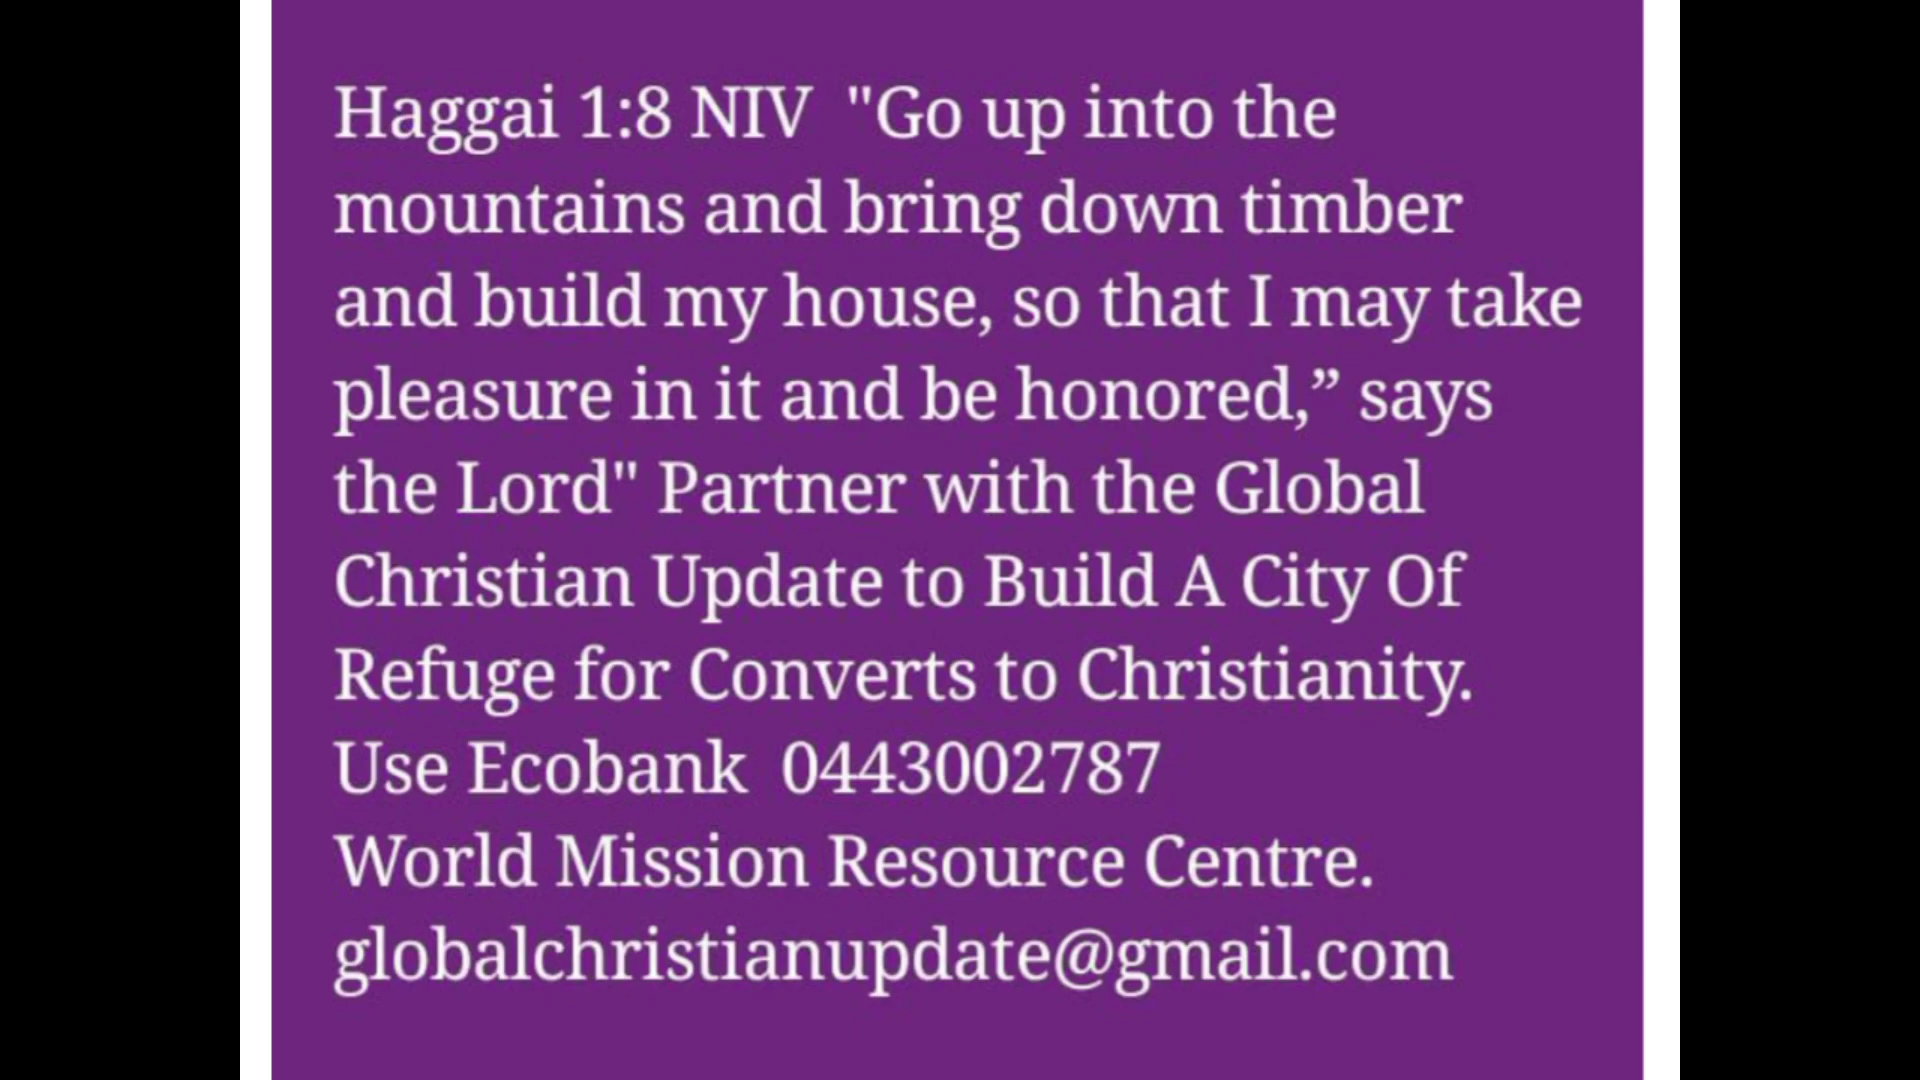 Haggai 1:8 NIV  "Go up into the
mountains and bring down timber
and build my house, so that I may take
pleasure in it and be honored,” says
the Lord" Partner with the Global
Christian Update to Build A City Of
Refuge for Converts to Christianity.
Use Ecobank  0443002787
World Mission Resource Centre.
globalchristianupdate@gmail.com